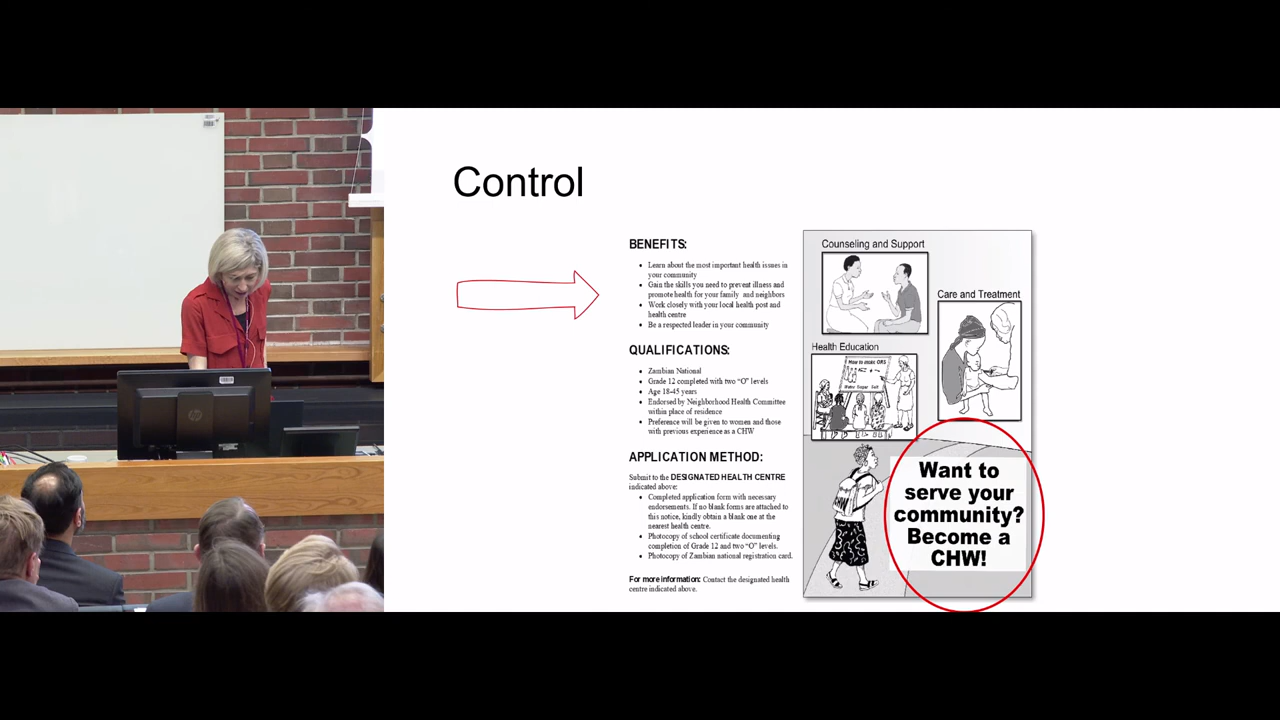 Control
BENEFITS:
• Learn about the most important health issues in
your community
• Gain the skills you need to prevent illness and
promote health for your family and neighbors
• Work closely with your local health post and
health centre
• Be a respected leader in your community
QUALIFICATIONS:
• Zambian National
• Grade 12 completed with two “O” levels
• Age 18-45 years
• Endorsed by Neighborhood Health Committee
within place of residence
• Preference will be given to women and those
with previous experience as a CHW
APPLICATION METHOD:
Submit to the DESIGNATED HEALTH CENTRE
indicated above:
• Completed application form with necessary
endorsements. If no blank forms are attached to
this notice, kindly obtain a blank one at the
nearest health centre.
• Photocopy of school certificate documenting
completion of Grade 12 and two “O” levels.
• Photocopy of Zambian national registration card.
For more information: Contact the designated health
centre indicated above.
Counseling and Support
Care and Treatment
Health Education
How to make ORS
Water Sugar Salt
Want to
serve your
community?
Become a
CHW!
hp